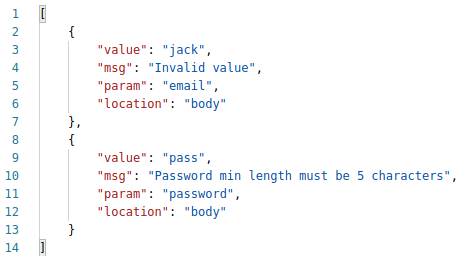 1 [
2 {
3 "value": "jack",
4 "msg": "Invalid value",
5 "param": "email",
6 "location": "body"
7 },
8 {
9 "value": "pass",
10 "msg": "Password min length must be 5 characters",
11 "param": "password",
12 "location": "body"
13 }
14 ]